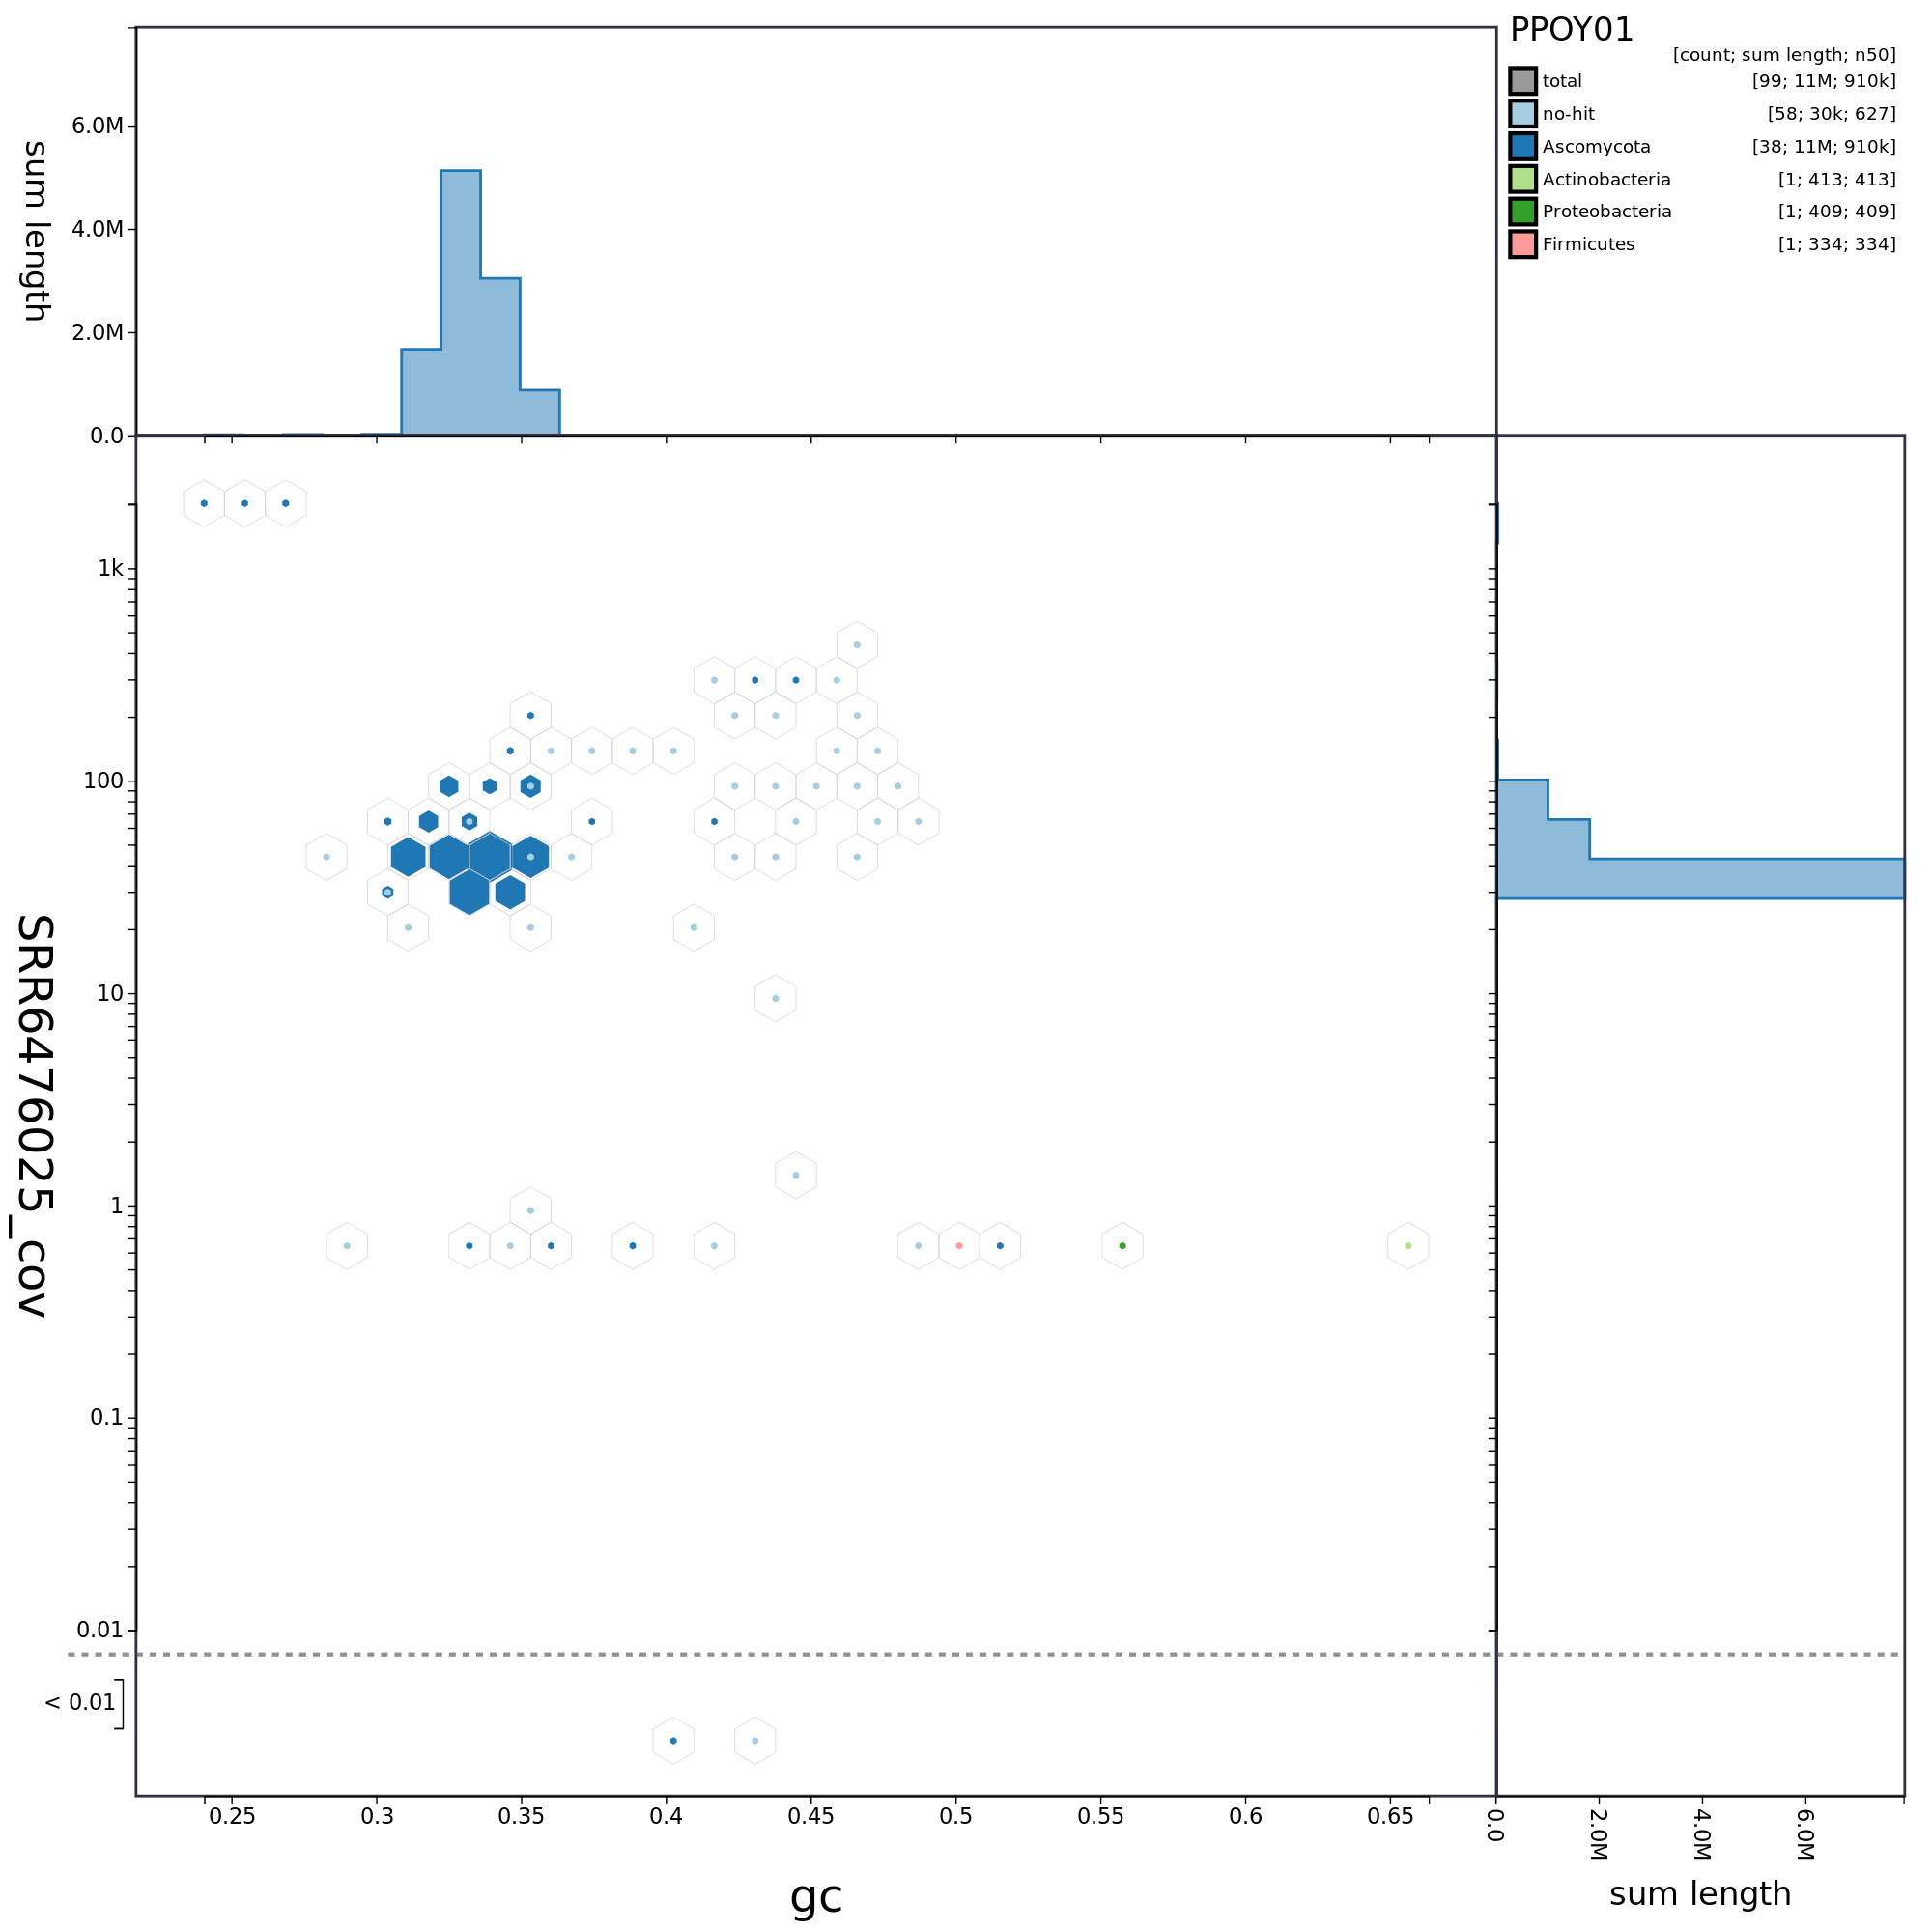 PPOY01
[count; sum length; n50]
total [99; 11M; 910k]
no-hit [58; 30k; 627]
Ascomycota [38; 11M; 910k]
Actinobacteria [1; 413; 413]
Proteobacteria [1; 409; 409]
Firmicutes [1; 334; 334]
sum length
6.0M
4.0M
2.0M
0.0
SRR6476025_cov
1k
100
10
1
0.1
0.01
< 0.01
0.25 0.3 0.35 0.4 0.45 0.5 0.55 0.6 0.65
gc
0.0 2.0M 4.0M 6.0M
sum length